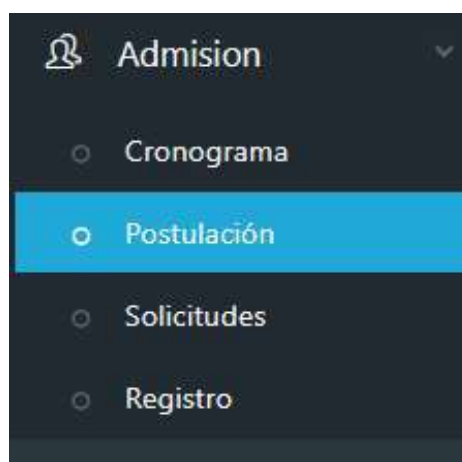 Admision
Cronograma
Postulación
Solicitudes
Registro